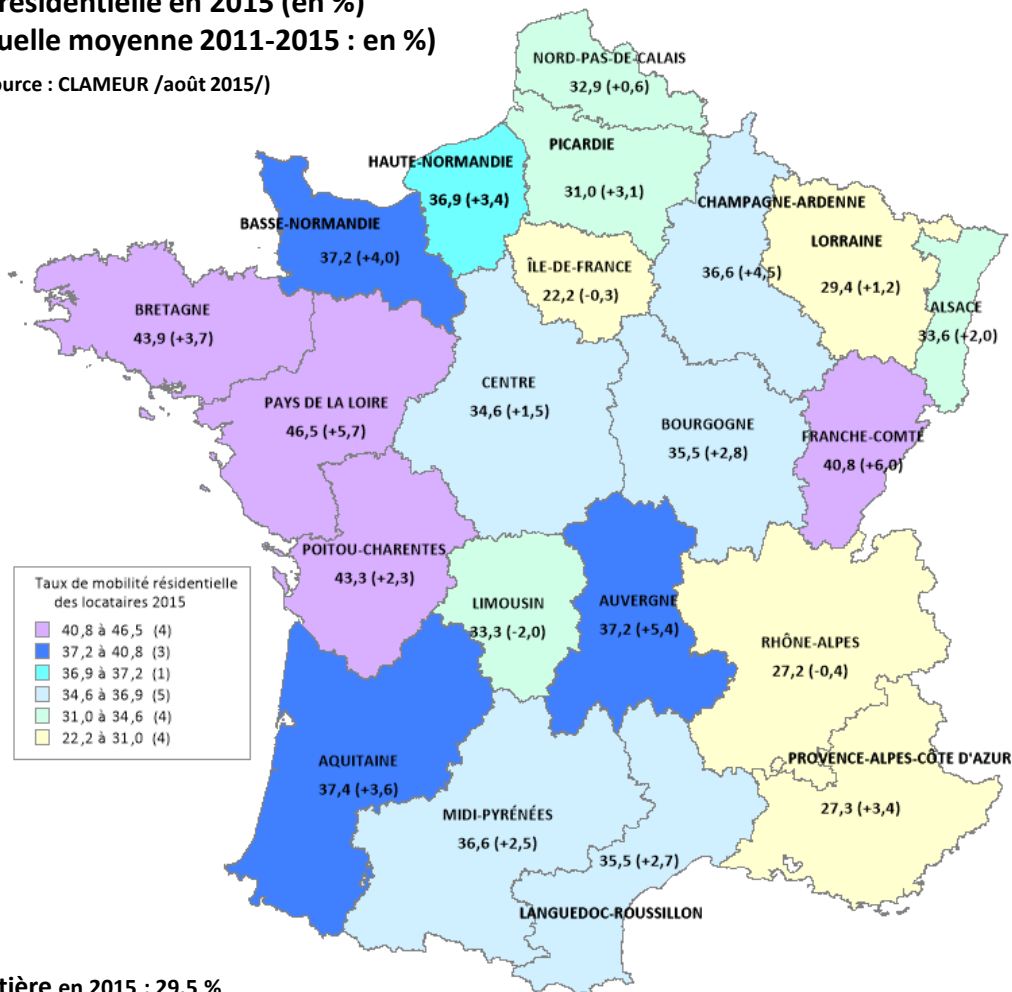 résidentielle en 2015 (en %)
uelle moyenne 2011-2015 : en %)
ource : CLAMEUR /août 2015/)
NORD-PAS-DE-CALAIS
32,9 (+0,6)
PICARDIE
31,0 (+3,1)
HAUTE-NORMANDIE
36,9 (+3,4)
BASSE-NORMANDIE
37,2 (+4,0)
CHAMPAGNE-ARDENNE
36,6 (+4,5)
LORRAINE
29,4 (+1,2)
ÎLE-DE-FRANCE
22,2 (-0,3)
ALSACE
33,6 (+2,0)
BRETAGNE
43,9 (+3,7)
PAYS DE LA LOIRE
46,5 (+5,7)
CENTRE
34,6 (+1,5)
BOURGOGNE
35,5 (+2,8)
FRANCHE-COMTÉ
40,8 (+6,0)
POITOU-CHARENTES
43,3 (+2,3)
LIMOUSIN
33,3 (-2,0)
AUVERGNE
37,2 (+5,4)
RHÔNE-ALPES
27,2 (-0,4)
Taux de mobilité résidentielle
des locataires 2015
40,8 à 46,5 (4)
37,2 à 40,8 (3)
36,9 à 37,2 (1)
34,6 à 36,9 (5)
31,0 à 34,6 (4)
22,2 à 31,0 (4)
AQUITAINE
37,4 (+3,6)
PROVENCE-ALPES-CÔTE D'AZUR
27,3 (+3,4)
MIDI-PYRÉNÉES
36,6 (+2,5)
35,5 (+2,7)
LANGUEDOC-ROUSSILLON
tière en 2015 : 29,5 %